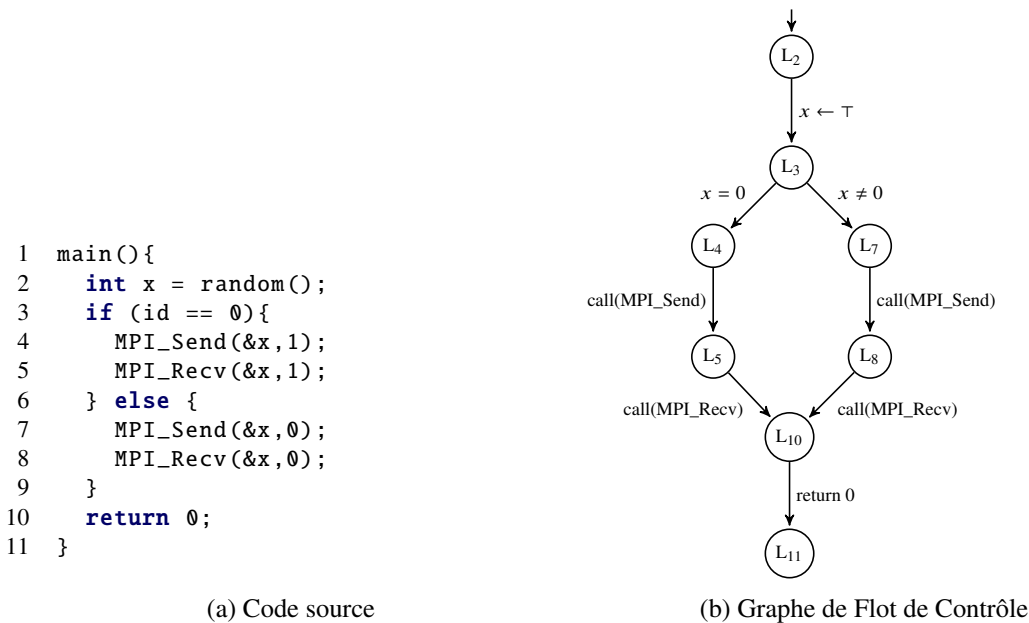 1 main(){
2 int x = random();
3 if (id == 0){
4 MPI_Send(&x,1);
5 MPI_Recv(&x,1);
6 } else {
7 MPI_Send(&x,0);
8 MPI_Recv(&x,0);
9 }
10 return 0;
11 }
(a) Code source
L2
x ← ⊤
L3
x = 0 x ≠ 0
L4 L7
call(MPI_Send) call(MPI_Send)
L5 L8
call(MPI_Recv) call(MPI_Recv)
L10
return 0
L11
(b) Graphe de Flot de Contrôle